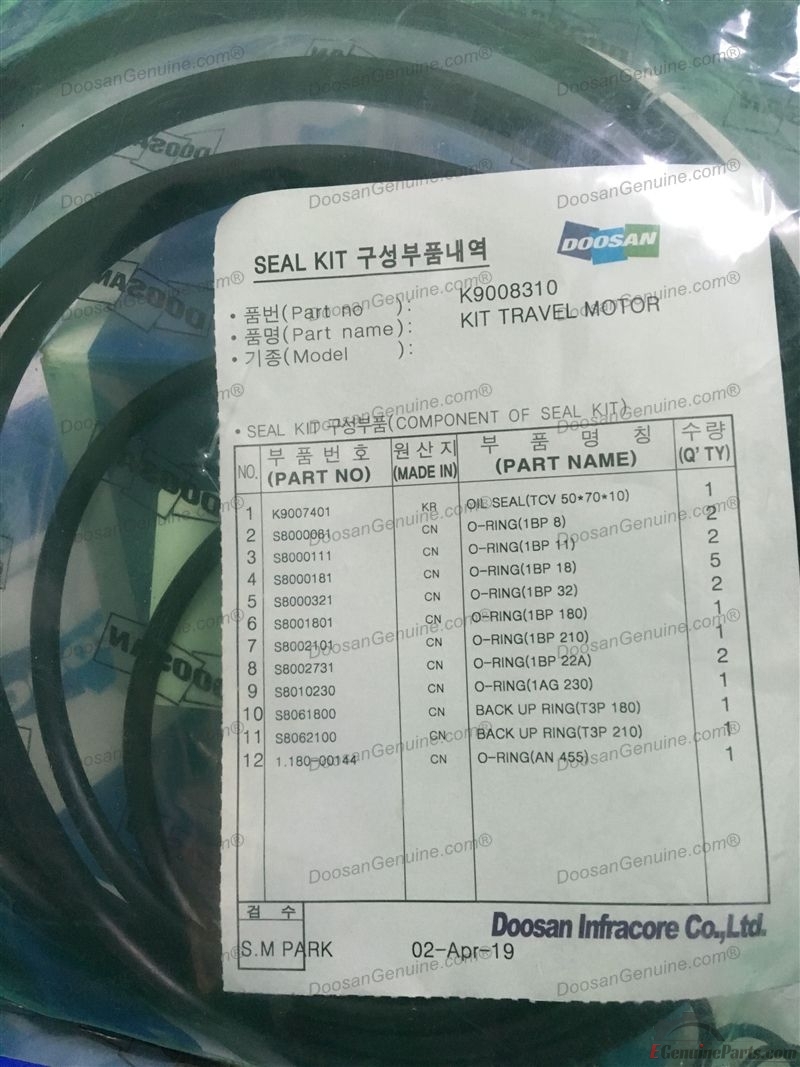 SEAL KIT 구성부품내역
DOOSAN
• 품번(Part no ): K9008310
• 품명(Part name): KIT TRAVEL MOTOR
• 기종(Model ):
• SEAL KIT 구성부품(COMPONENT OF SEAL KIT)
NO. 부품번호 (PART NO) 원산지 (MADE IN) 부품명칭 (PART NAME) 수량 (Q'TY)
1 K9007401 KR OIL SEAL(TCV 50*70*10) 1
2 S8000081 CN O-RING(1BP 8) 2
3 S8000111 CN O-RING(1BP 11) 2
4 S8000181 CN O-RING(1BP 18) 5
5 S8000321 CN O-RING(1BP 32) 2
6 S8001801 CN O-RING(1BP 180) 1
7 S8002101 CN O-RING(1BP 210) 1
8 S8002731 CN O-RING(1BP 22A) 2
9 S8010230 CN O-RING(1AG 230) 1
10 S8061800 CN BACK UP RING(T3P 180) 1
11 S8062100 CN BACK UP RING(T3P 210) 1
12 1.180-00144 CN O-RING(AN 455) 1
검 수
S.M PARK 02-Apr-19
Doosan Infracore Co.,Ltd.
DoosanGenuine.com®
EGenuineParts.com